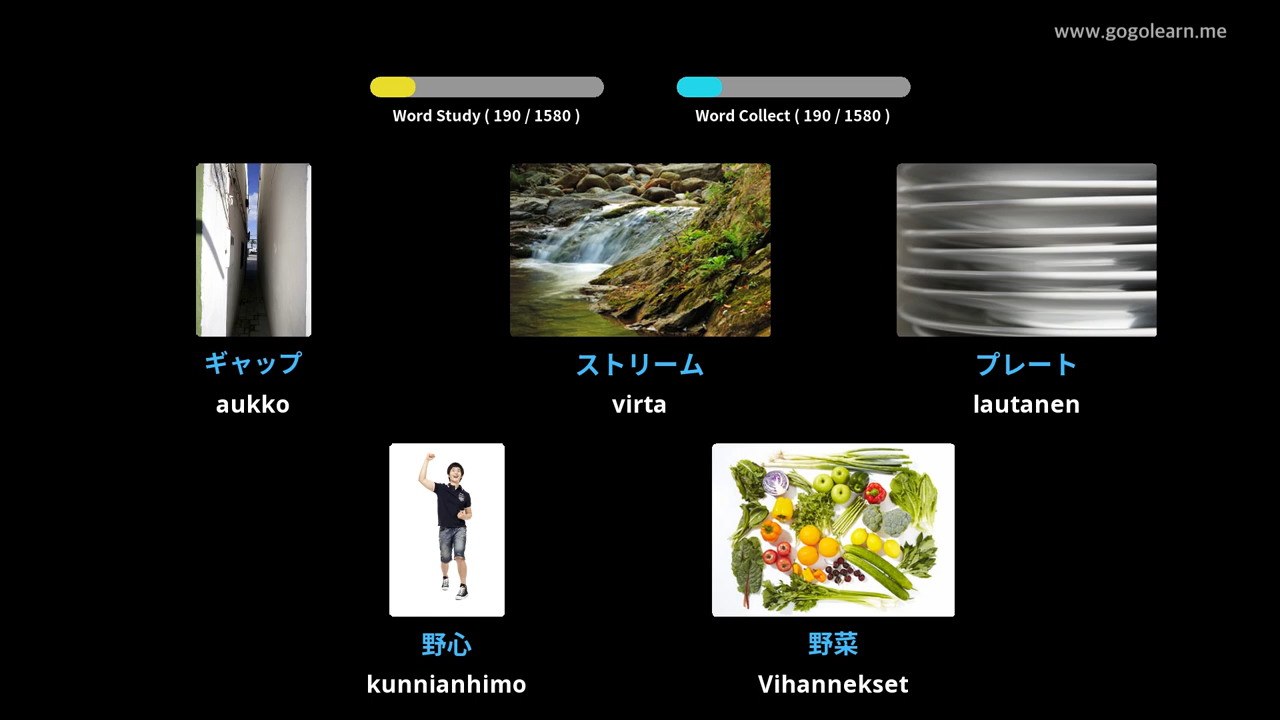 www.gogolearn.me
Word Study ( 190 / 1580 )
Word Collect ( 190 / 1580 )
ギャップ
aukko
ストリーム
virta
プレート
lautanen
野心
kunnianhimo
野菜
Vihannekset